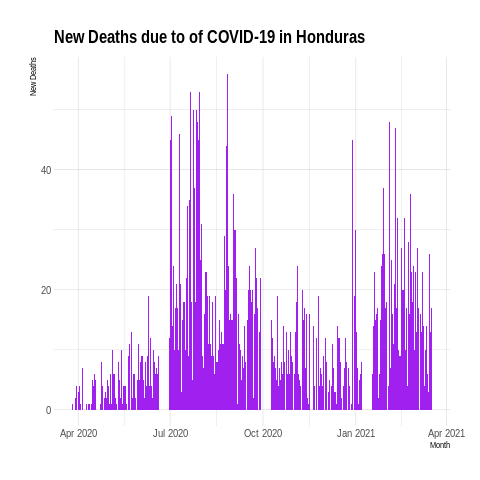 New Deaths due to of COVID-19 in Honduras
New Deaths
40
20
0
Apr 2020 Jul 2020 Oct 2020 Jan 2021 Apr 2021
Month